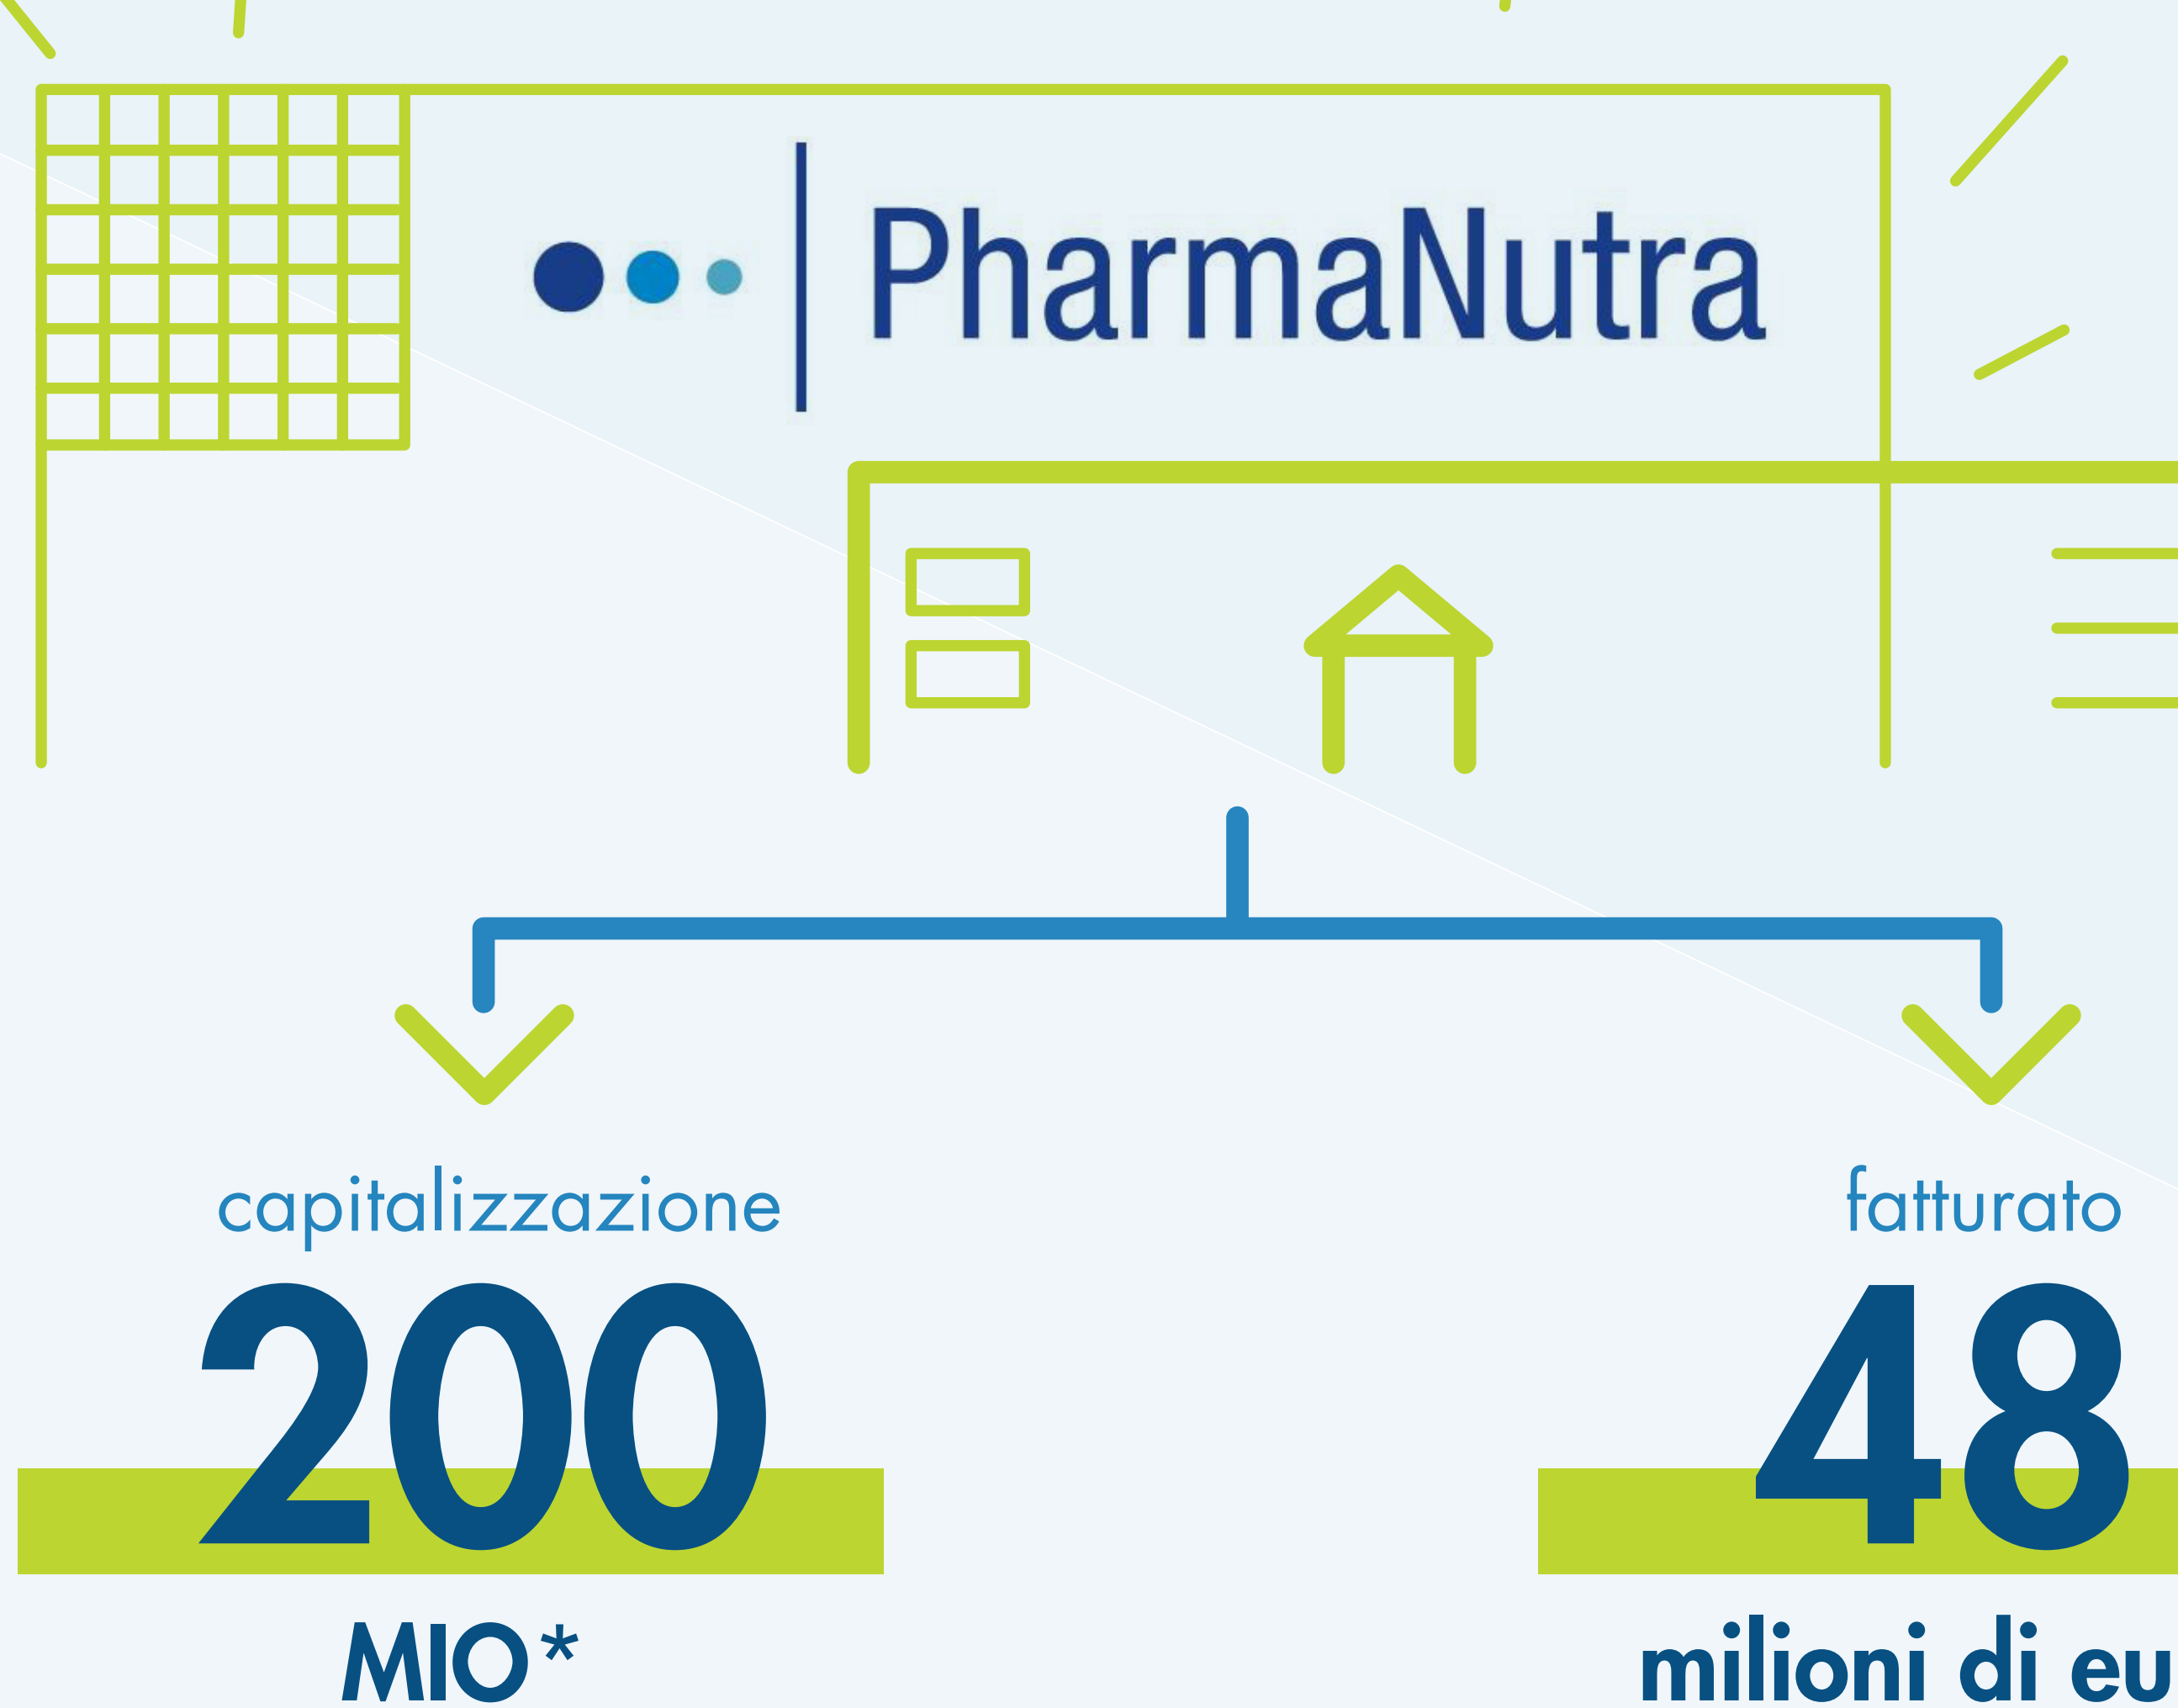 PharmaNutra
capitalizzazione
fatturato
200
48
MIO*
milioni di eu